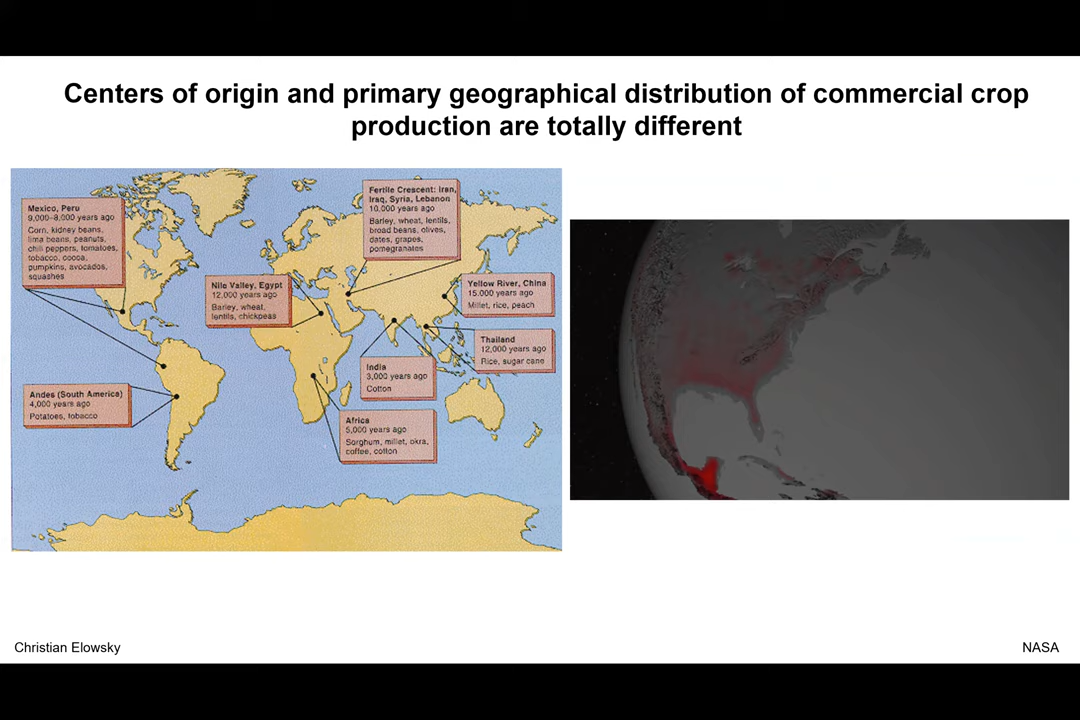 Centers of origin and primary geographical distribution of commercial crop
production are totally different
Mexico, Peru
9,000–8,000 years ago
Corn, kidney beans,
lima beans, peanuts,
chili peppers, tomatoes,
tobacco, cocoa,
pumpkins, avocados,
squashes
Fertile Crescent: Iran,
Iraq, Syria, Lebanon
10,000 years ago
Barley, wheat, lentils,
broad beans, olives,
dates, grapes,
pomegranates
Nile Valley, Egypt
12,000 years ago
Barley, wheat,
lentils, chickpeas
Yellow River, China
15,000 years ago
Millet, rice, peach
Thailand
12,000 years ago
Rice, sugar cane
India
3,000 years ago
Cotton
Andes (South America)
4,000 years ago
Potatoes, tobacco
Africa
5,000 years ago
Sorghum, millet, okra,
coffee, cotton
Christian Elowsky
NASA